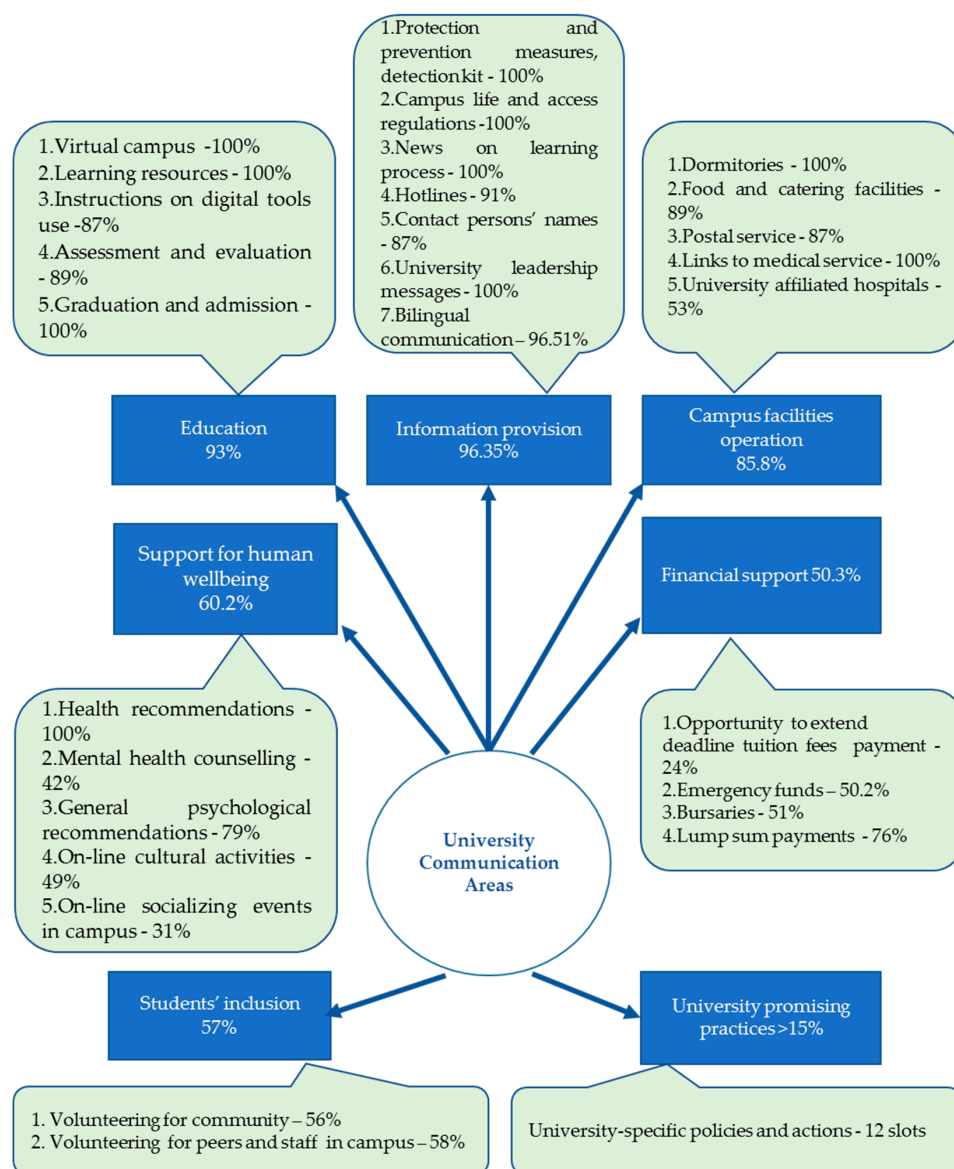 1.Protection and
prevention measures,
detectionkit - 100%
2.Campus life and access
regulations -100%
3.News on learning
process - 100%
4.Hotlines - 91%
5.Contact persons’ names
- 87%
6.University leadership
messages - 100%
7.Bilingual
communication – 96.51%
1.Virtual campus -100%
2.Learning resources - 100%
3.Instructions on digital tools
use -87%
4.Assessment and evaluation
- 89%
5.Graduation and admission -
100%
1.Dormitories - 100%
2.Food and catering facilities -
89%
3.Postal service - 87%
4.Links to medical service - 100%
5.University affiliated hospitals -
53%
Education
93%
Information provision
96.35%
Campus facilities
operation
85.8%
Support for human
wellbeing
60.2%
Financial support 50.3%
1.Health recommendations -
100%
2.Mental health counselling -
42%
3.General psychological
recommendations - 79%
4.On-line cultural activities -
49%
5.On-line socializing events
in campus - 31%
1.Opportunity to extend
deadline tuition fees payment -
24%
2.Emergency funds – 50.2%
3.Bursaries – 51%
4.Lump sum payments - 76%
University
Communication
Areas
Students’ inclusion
57%
University promising
practices >15%
1. Volunteering for community – 56%
2. Volunteering for peers and staff in campus – 58%
University-specific policies and actions - 12 slots